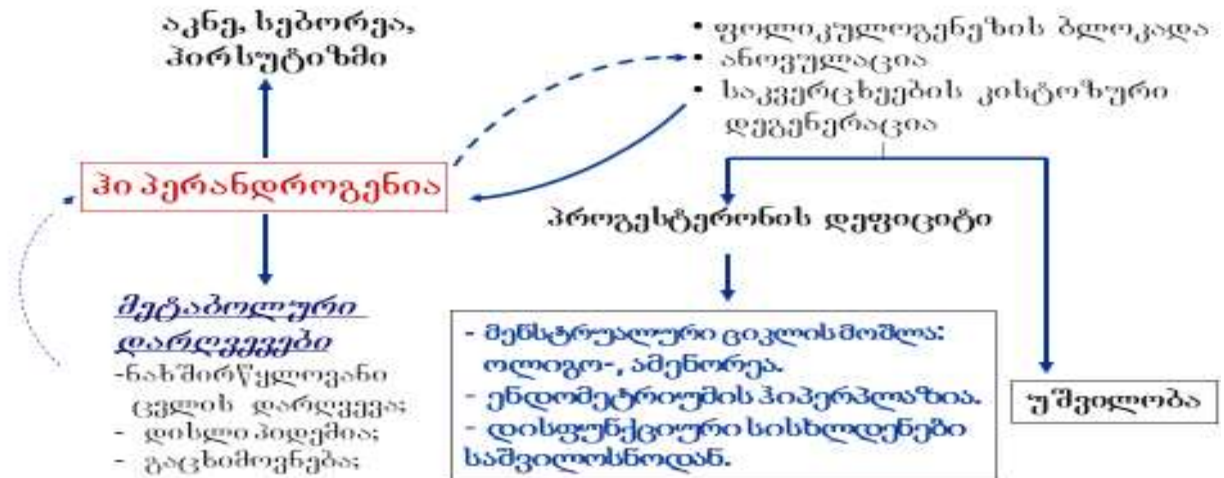 აკნე, სებორეა,
ჰირსუტიზმი
• ფოლიკულოგენეზის ბლოკადა
• ანოვულაცია
• საკვერცხეების კისტოზური
დეგენერაცია
ჰიპერანდროგენია
პროგესტერონის დეფიციტი
მეტაბოლური
დარღვევები
-ნახშირწყლოვანი
ცვლის დარღვევა;
- დისლიპიდემია;
- გაცხიმოვნება;
- მენსტრუალური ციკლის მოშლა:
ოლიგო-, ამენორეა.
- ენდომეტრიუმის ჰიპერპლაზია.
- დისფუნქციური სისხლდენები
საშვილოსნოდან.
უშვილობა